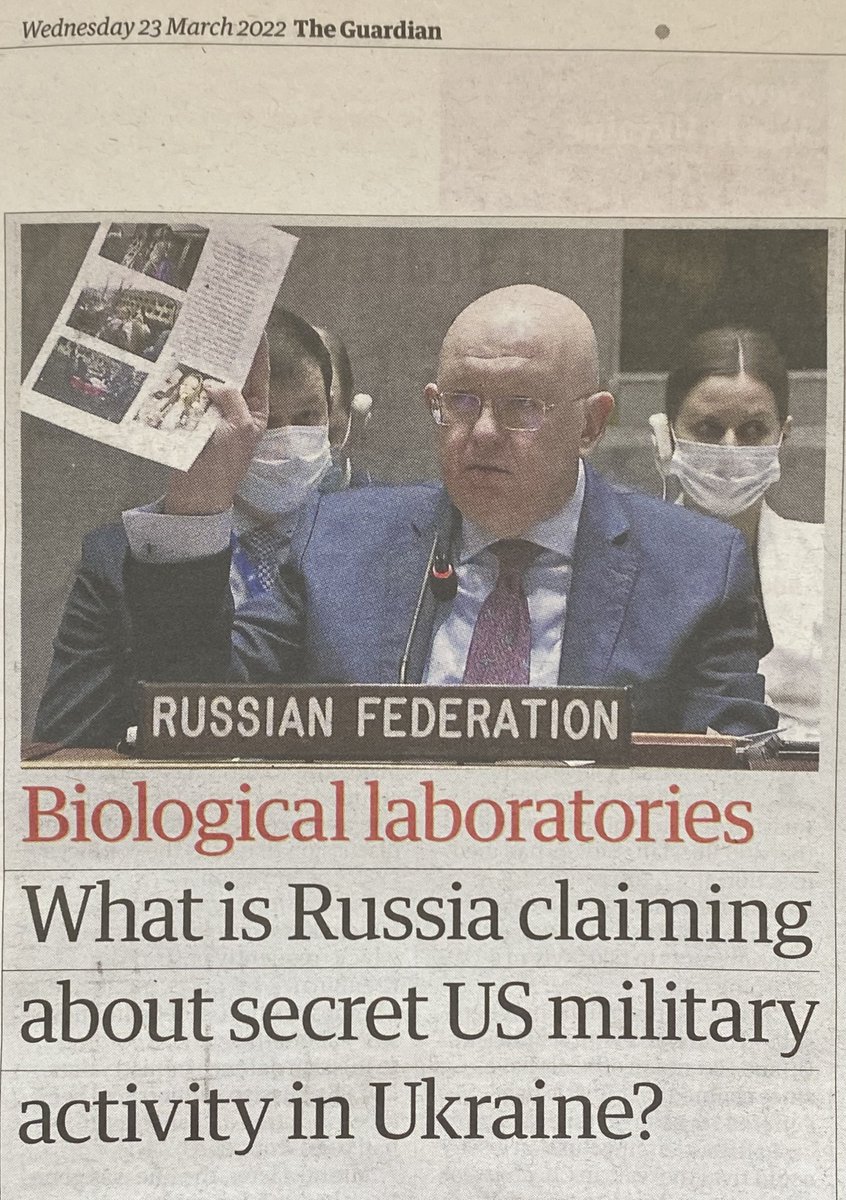 Wednesday 23 March 2022 The Guardian
RUSSIAN FEDERATION
Biological laboratories
What is Russia claiming
about secret US military
activity in Ukraine?